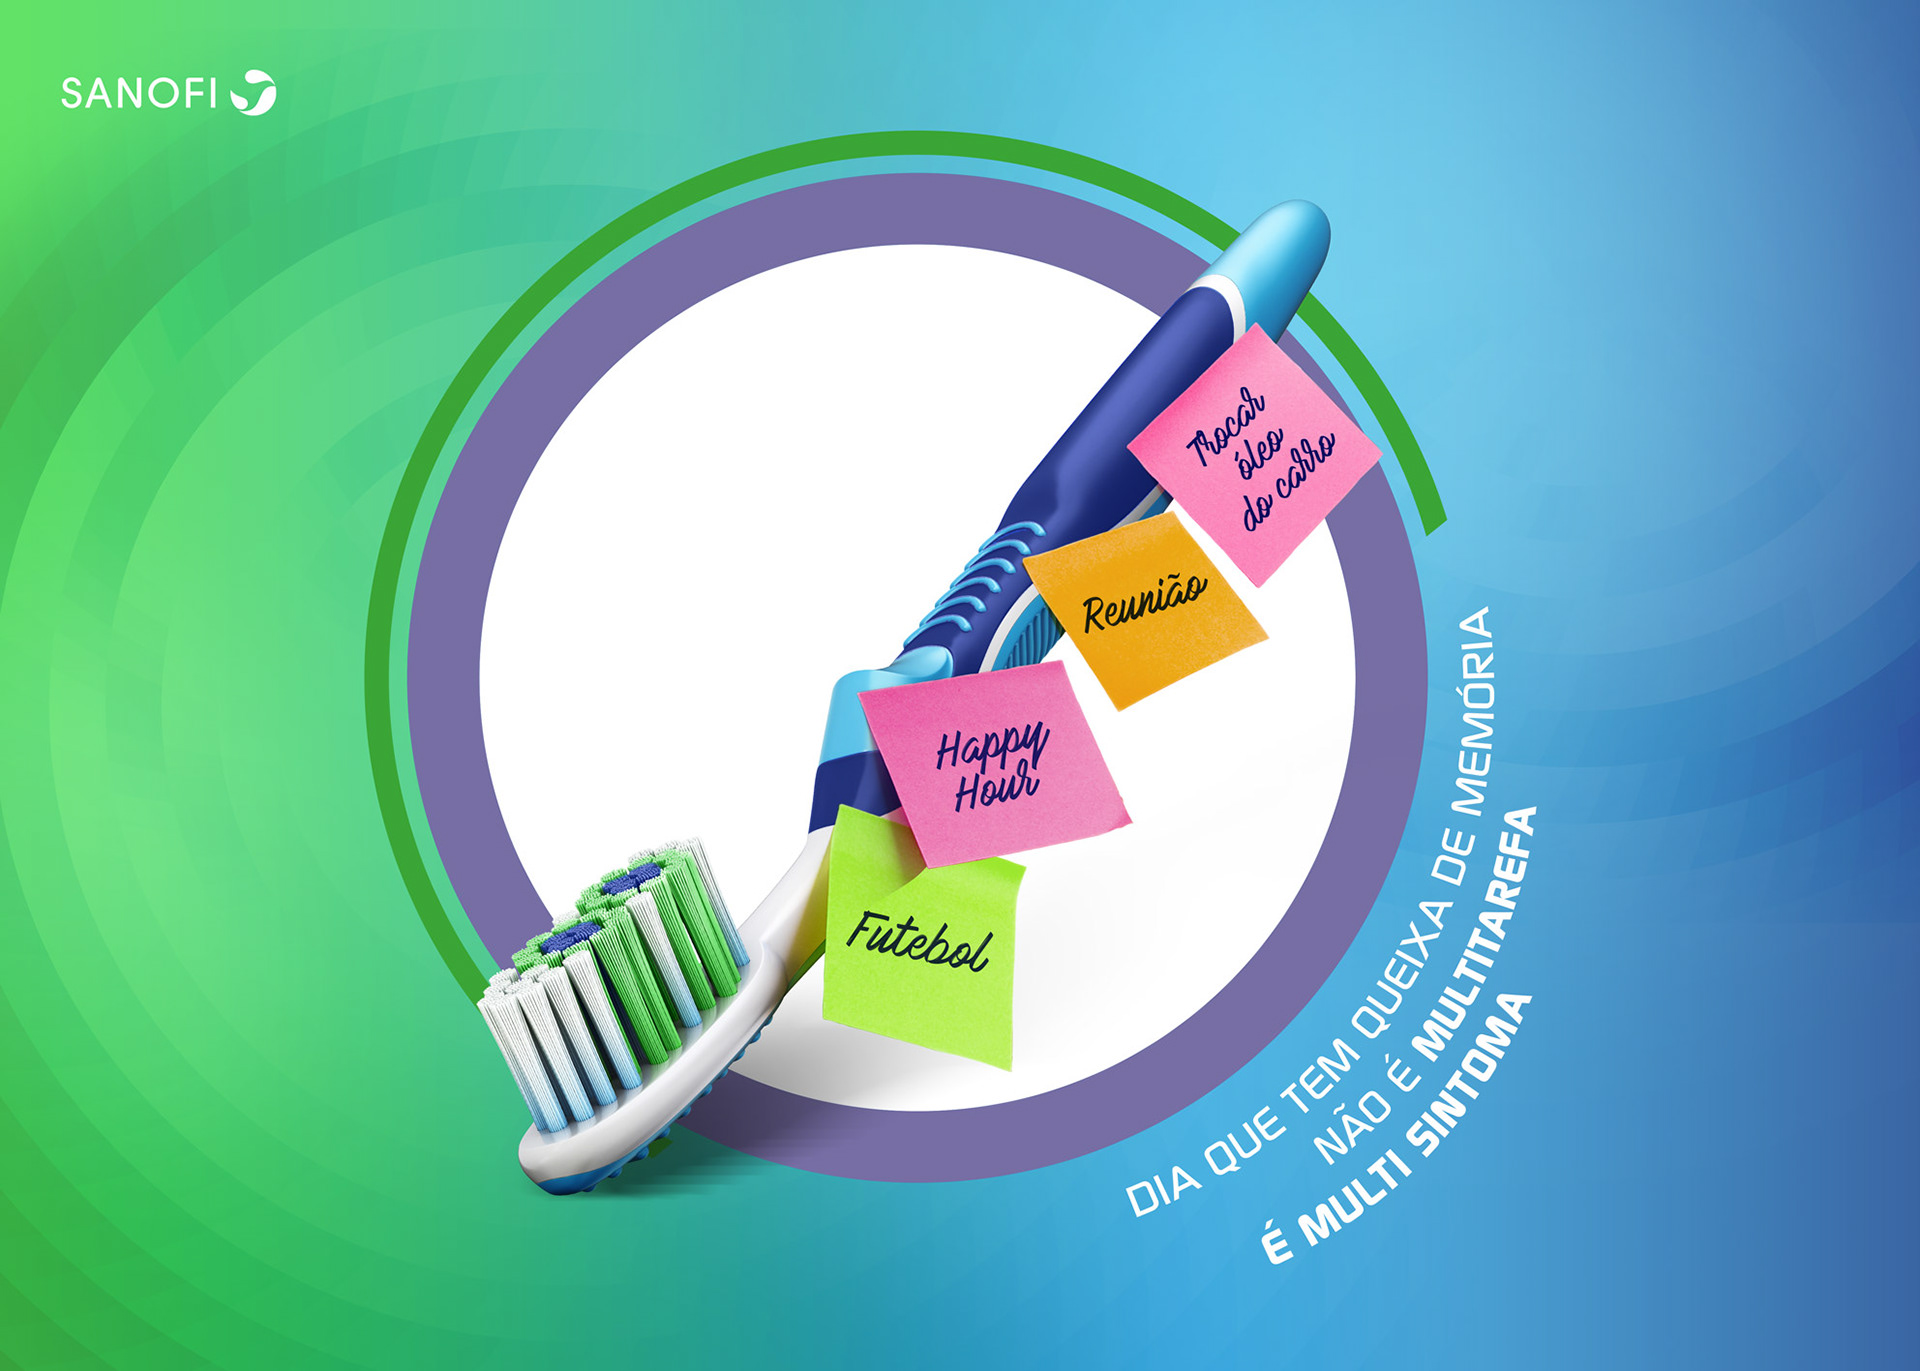 SANOFI
Trocar
óleo
do carro
Reunião
Happy
Hour
Futebol
DIA QUE TEM QUEIXA DE MEMÓRIA
NÃO É MULTITAREFA
É MULTI SINTOMA